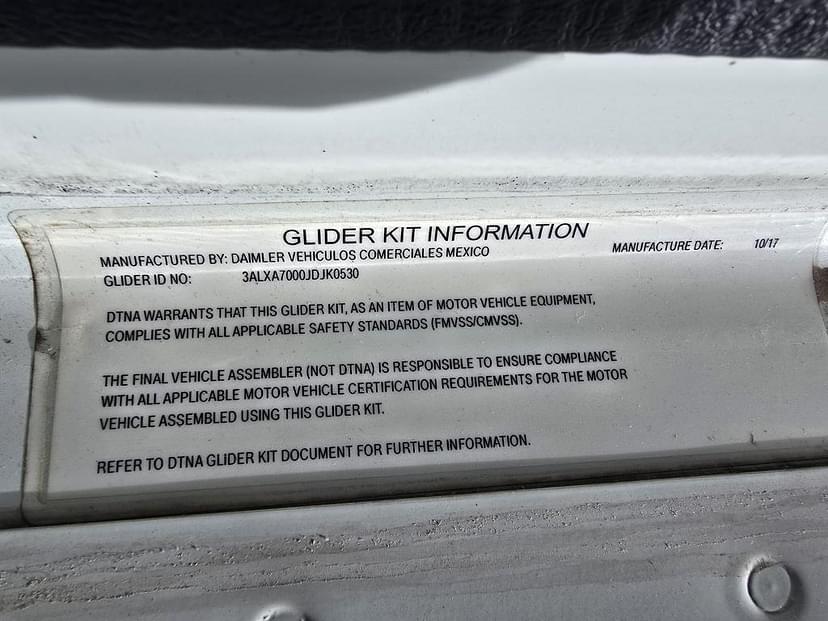 GLIDER KIT INFORMATION
MANUFACTURED BY: DAIMLER VEHICULOS COMERCIALES MEXICO MANUFACTURE DATE: 10/17
GLIDER ID NO: 3ALXA7000JDJK0530
DTNA WARRANTS THAT THIS GLIDER KIT, AS AN ITEM OF MOTOR VEHICLE EQUIPMENT,
COMPLIES WITH ALL APPLICABLE SAFETY STANDARDS (FMVSS/CMVSS).
THE FINAL VEHICLE ASSEMBLER (NOT DTNA) IS RESPONSIBLE TO ENSURE COMPLIANCE
WITH ALL APPLICABLE MOTOR VEHICLE CERTIFICATION REQUIREMENTS FOR THE MOTOR
VEHICLE ASSEMBLED USING THIS GLIDER KIT.
REFER TO DTNA GLIDER KIT DOCUMENT FOR FURTHER INFORMATION.